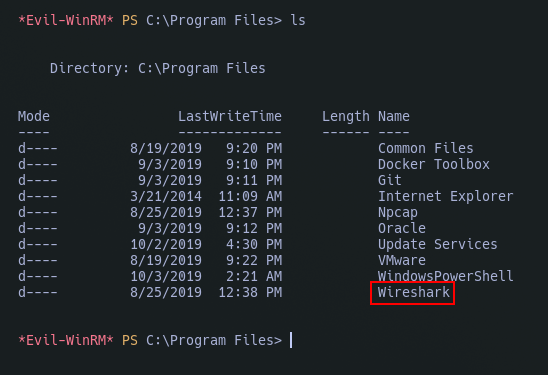 *Evil-WinRM* PS C:\Program Files> ls
Directory: C:\Program Files
Mode                LastWriteTime     Length Name
----                -------------     ------ ----
d----         8/19/2019   9:20 PM            Common Files
d----          9/3/2019   9:10 PM            Docker Toolbox
d----          9/3/2019   9:11 PM            Git
d----         3/21/2014  11:09 AM            Internet Explorer
d----         8/25/2019  12:37 PM            Npcap
d----          9/3/2019   9:12 PM            Oracle
d----         10/2/2019   4:30 PM            Update Services
d----         8/19/2019   9:22 PM            VMware
d----         10/3/2019   2:21 AM            WindowsPowerShell
d----         8/25/2019  12:38 PM            Wireshark
*Evil-WinRM* PS C:\Program Files>